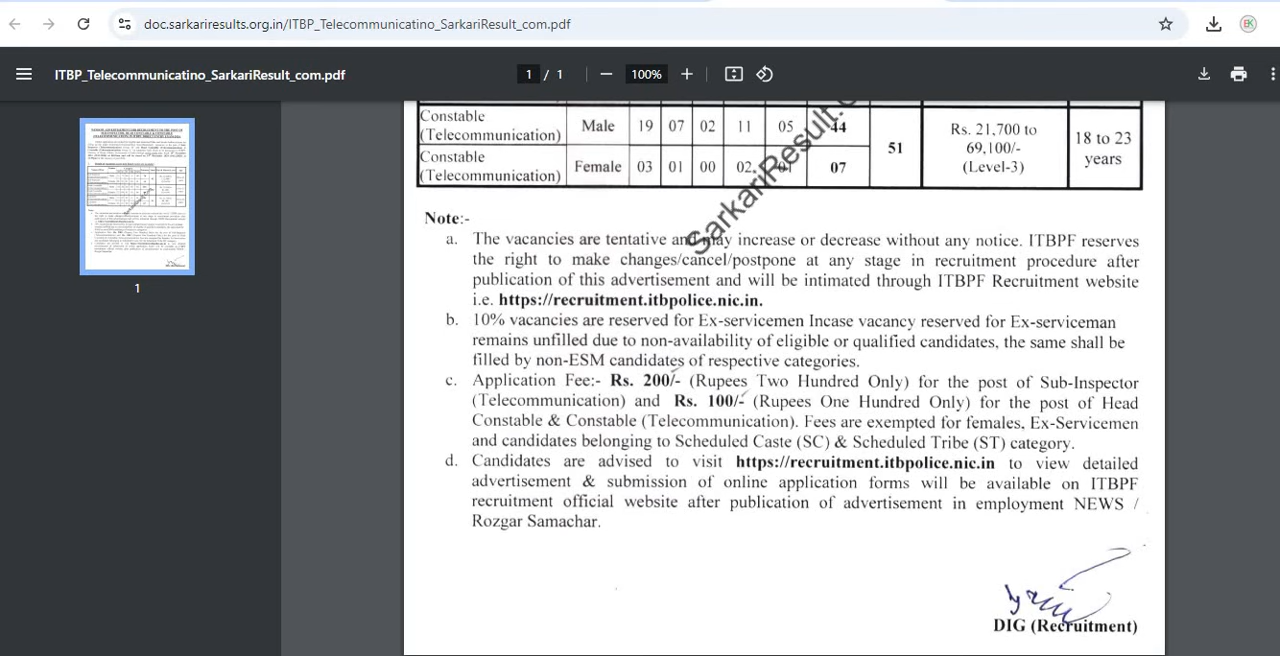 doc.sarkariresults.org.in/ITBP_Telecommunicatino_SarkariResult_com.pdf
ITBP_Telecommunicatino_SarkariResult_com.pdf
1 / 1
100%
1
Constable (Telecommunication) Male 19 07 02 11 05 44
Constable (Telecommunication) Female 03 01 00 02 01 07
51
Rs. 21,700 to
69,100/-
(Level-3)
18 to 23
years
SarkariResult.
Note:-
a. The vacancies are tentative and may increase or decrease without any notice. ITBPF reserves
the right to make changes/cancel/postpone at any stage in recruitment procedure after
publication of this advertisement and will be intimated through ITBPF Recruitment website
i.e. https://recruitment.itbpolice.nic.in.
b. 10% vacancies are reserved for Ex-servicemen Incase vacancy reserved for Ex-serviceman
remains unfilled due to non-availability of eligible or qualified candidates, the same shall be
filled by non-ESM candidates of respective categories.
c. Application Fee:- Rs. 200/- (Rupees Two Hundred Only) for the post of Sub-Inspector
(Telecommunication) and Rs. 100/- (Rupees One Hundred Only) for the post of Head
Constable & Constable (Telecommunication). Fees are exempted for females, Ex-Servicemen
and candidates belonging to Scheduled Caste (SC) & Scheduled Tribe (ST) category.
d. Candidates are advised to visit https://recruitment.itbpolice.nic.in to view detailed
advertisement & submission of online application forms will be available on ITBPF
recruitment official website after publication of advertisement in employment NEWS /
Rozgar Samachar.
DIG (Recruitment)